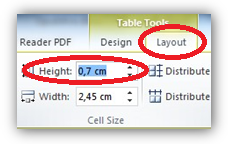 Table Tools
Reader PDF Design Layout
Height: 0,7 cm Distribute
Width: 2,45 cm Distribute
Cell Size